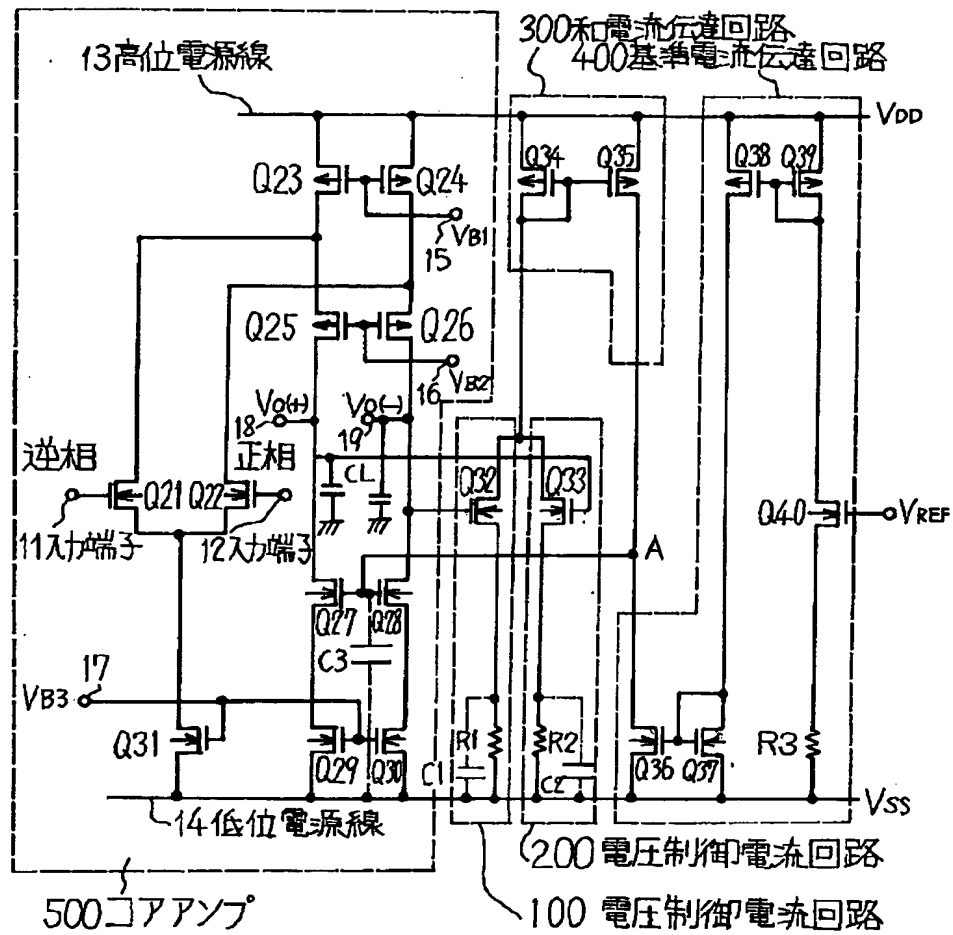 300和電流伝達回路
400基準電流伝達回路
13高位電源線
VDD
Q34
Q35
Q38
Q39
Q23
Q24
VB1
15
Q25
Q26
VB2
16
VO(+)
18
VO(-)
19
逆相
正相
CL
Q32
Q33
Q21
Q22
Q40
VREF
11入力端子
12入力端子
A
Q27
Q28
C3
17
VB3
Q31
Q29
Q30
R1
C1
R2
C2
Q36
Q37
R3
VSS
14低位電源線
200 電圧制御電流回路
500コアアンプ
100 電圧制御電流回路